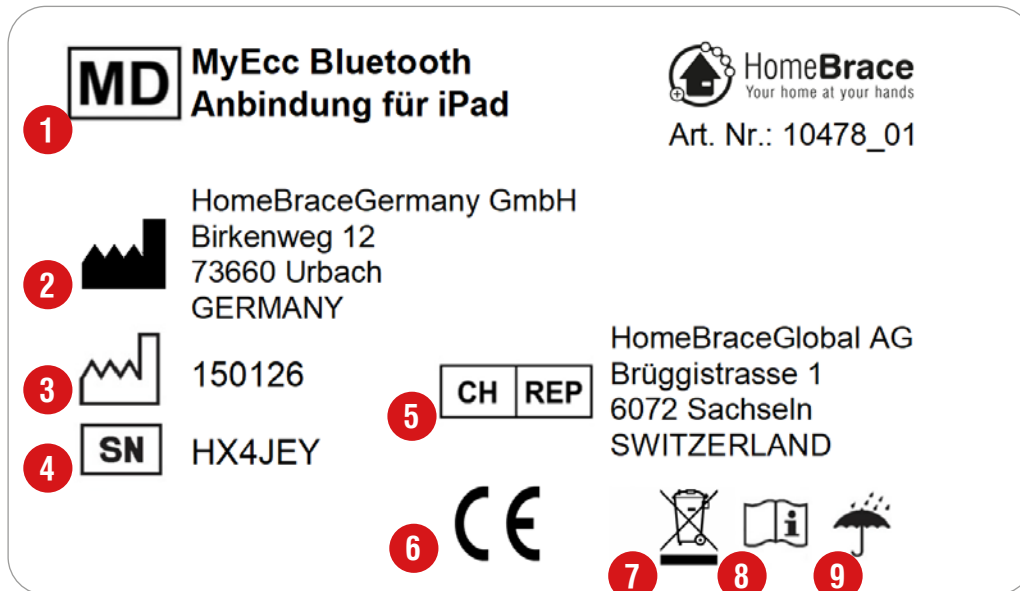 MD
MyEcc Bluetooth
Anbindung für iPad
HomeBrace
Your home at your hands
Art. Nr.: 10478_01
1
HomeBraceGermany GmbH
Birkenweg 12
73660 Urbach
GERMANY
2
3
150126
4
SN
HX4JEY
5
CH REP
HomeBraceGlobal AG
Brüggistrasse 1
6072 Sachseln
SWITZERLAND
6
CE
7
8
i
9